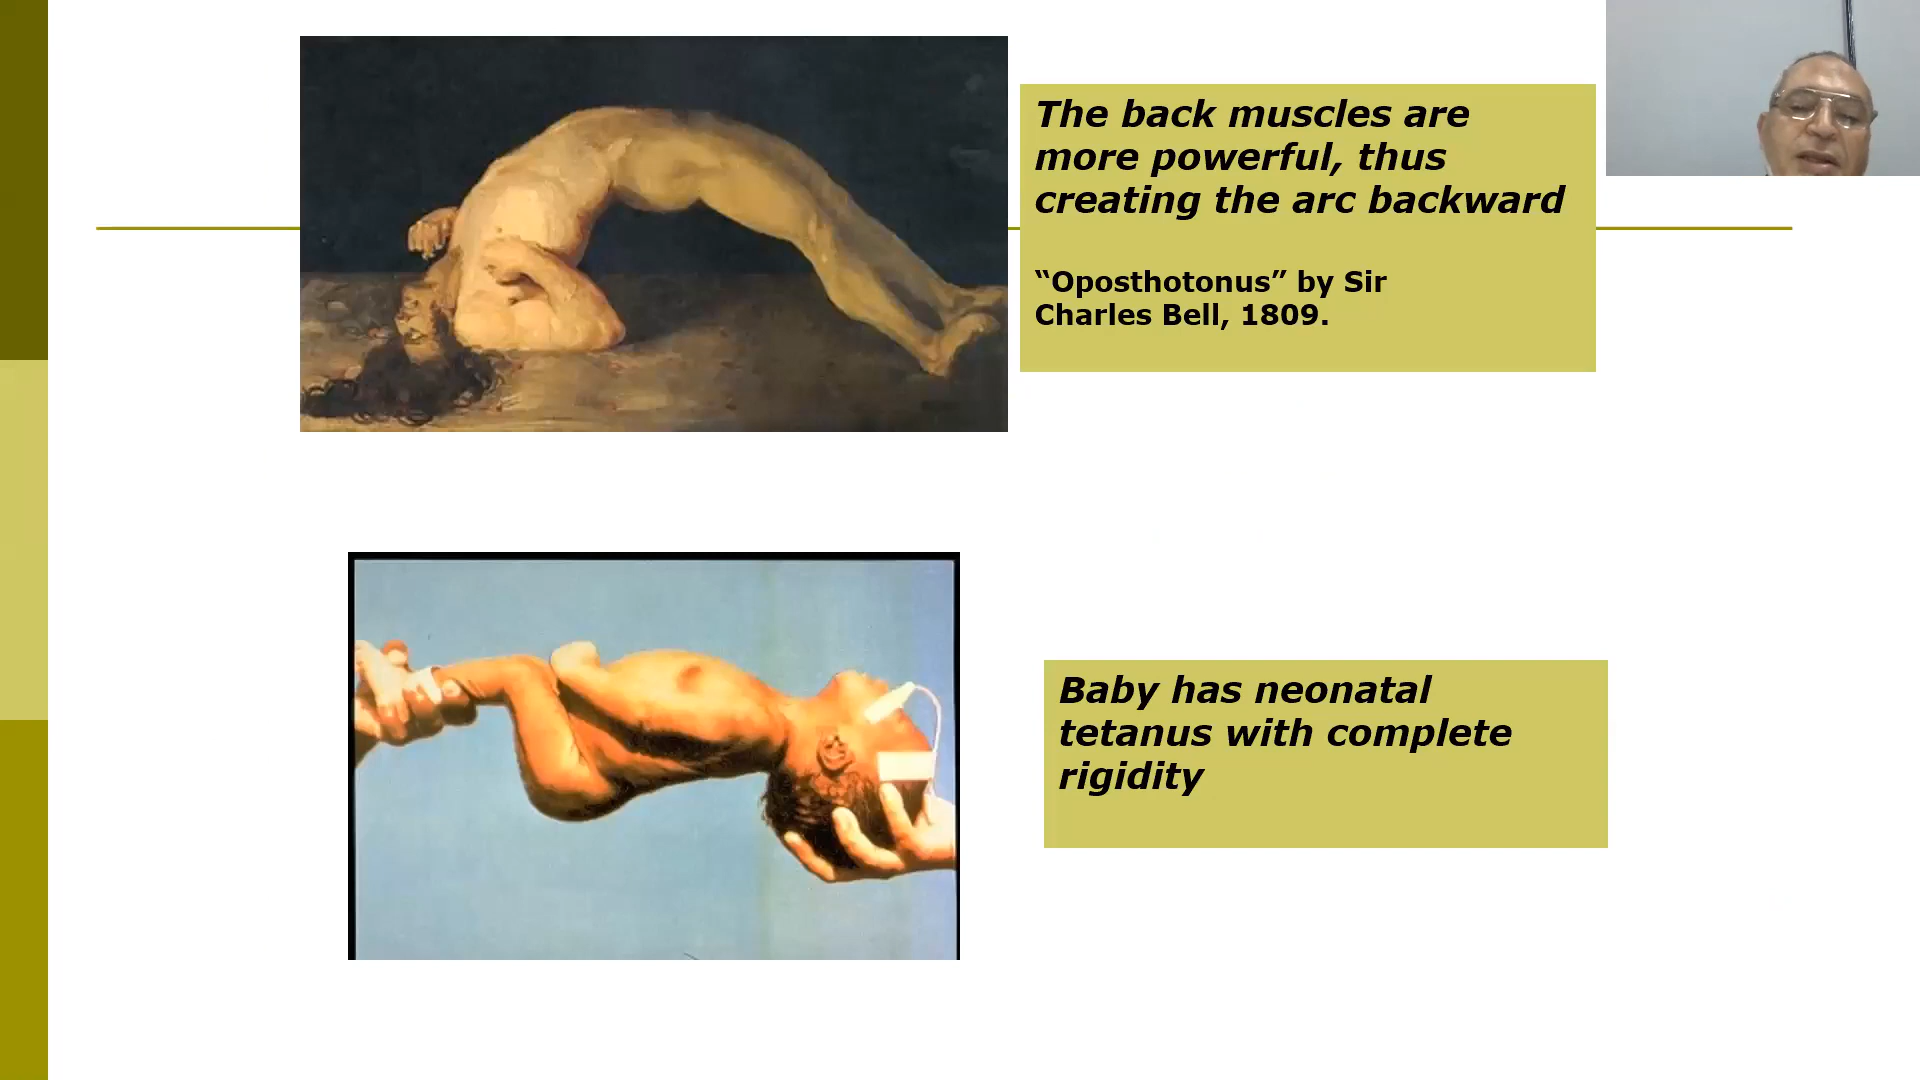 The back muscles are
more powerful, thus
creating the arc backward
“Oposthotonus” by Sir
Charles Bell, 1809.
Baby has neonatal
tetanus with complete
rigidity